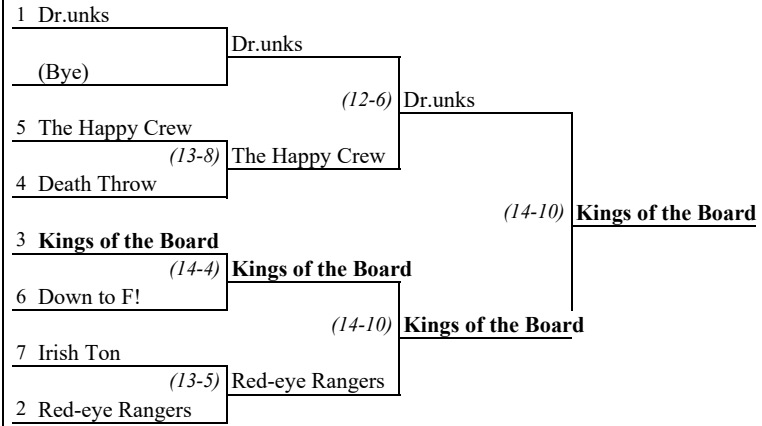 1 Dr.unks
Dr.unks
(Bye)
(12-6) Dr.unks
5 The Happy Crew
(13-8) The Happy Crew
4 Death Throw
(14-10) Kings of the Board
3 Kings of the Board
(14-4) Kings of the Board
6 Down to F!
(14-10) Kings of the Board
7 Irish Ton
(13-5) Red-eye Rangers
2 Red-eye Rangers